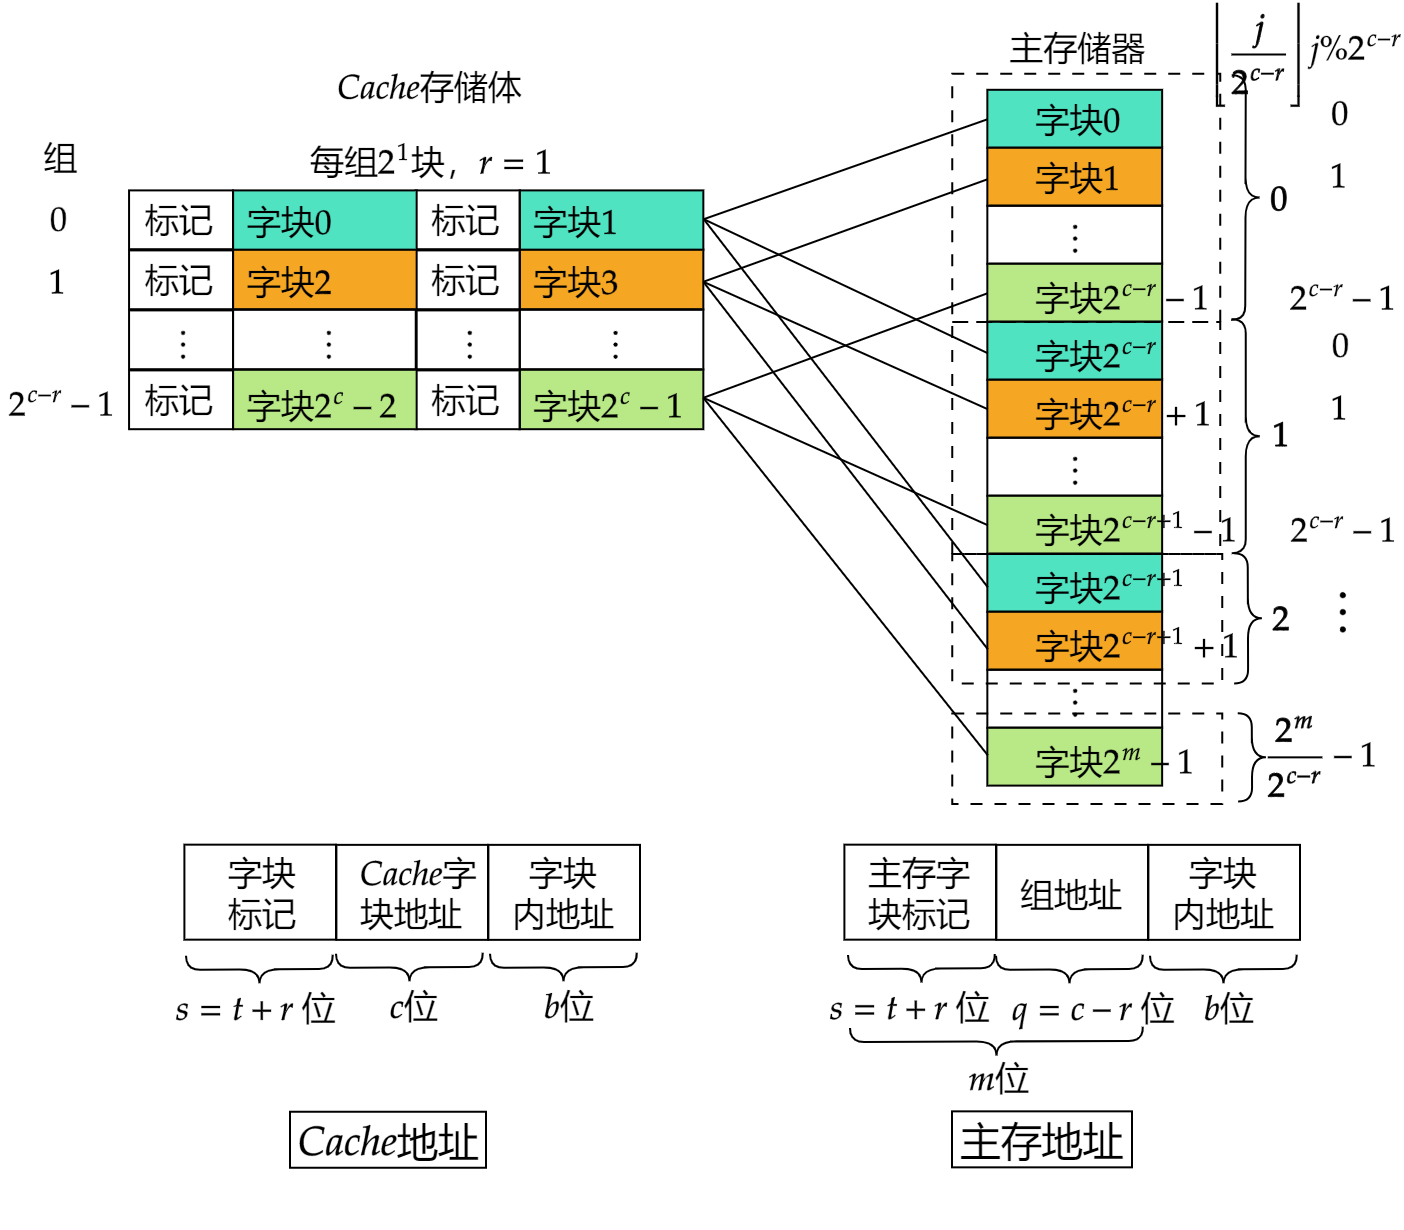 主存储器
⌊j/2^{c−r}⌋ j%2^{c−r}
Cache存储体
组
每组2^1块，r = 1
0 标记 字块0 标记 字块1
1 标记 字块2 标记 字块3
⋮ ⋮ ⋮ ⋮
2^{c−r} − 1 标记 字块2^c − 2 标记 字块2^c − 1
字块0 0
字块1 1
⋮ 0
字块2^{c−r} − 1 2^{c−r} − 1
字块2^{c−r} 0
字块2^{c−r} + 1 1
⋮ 1
字块2^{c−r+1} − 1 2^{c−r} − 1
字块2^{c−r+1}
字块2^{c−r+1} + 1 2 ⋮
⋮
字块2^m − 1 2^m/2^{c−r} − 1
字块
标记
Cache字
块地址
字块
内地址
s = t + r 位 c位 b位
Cache地址
主存字
块标记
组地址
字块
内地址
s = t + r 位 q = c − r 位 b位
m位
主存地址